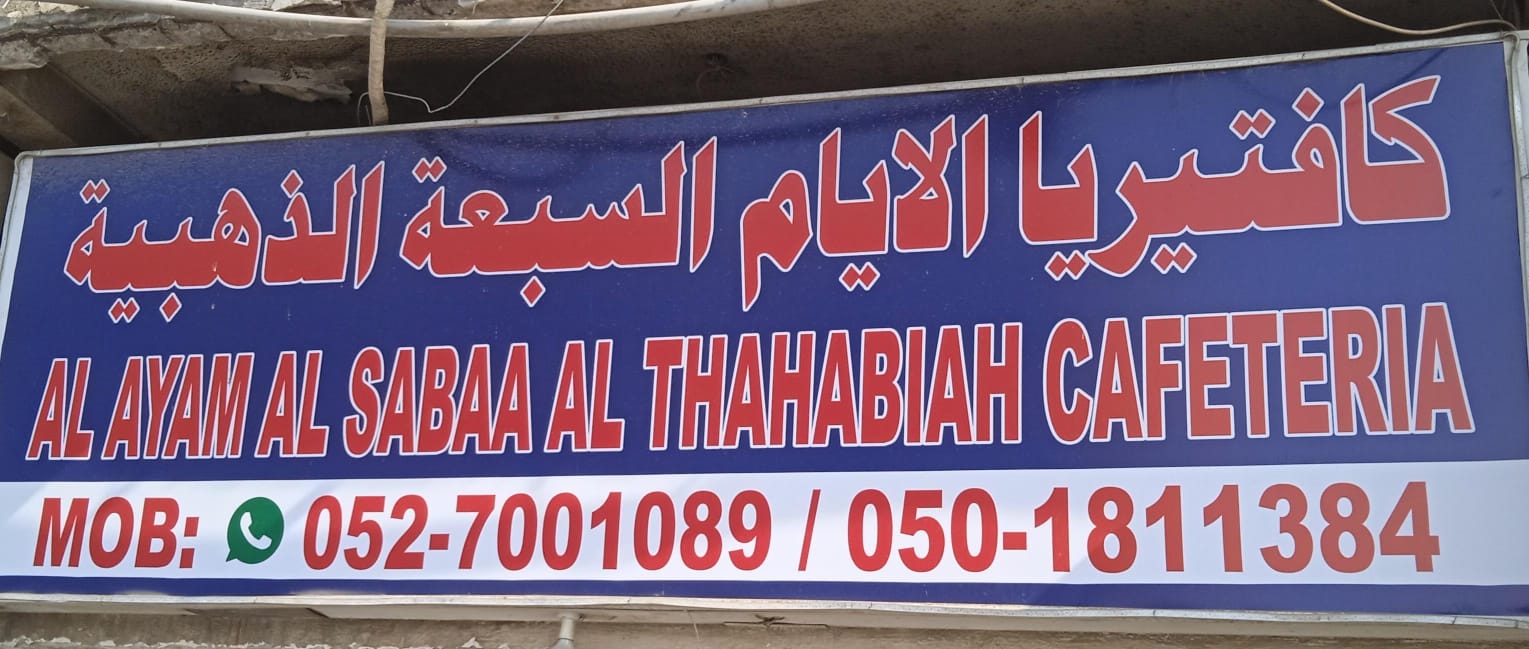 كافتيريا الايام السبعة الذهبية
AL AYAM AL SABAA AL THAHABIAH CAFETERIA
MOB: 052-7001089 / 050-1811384